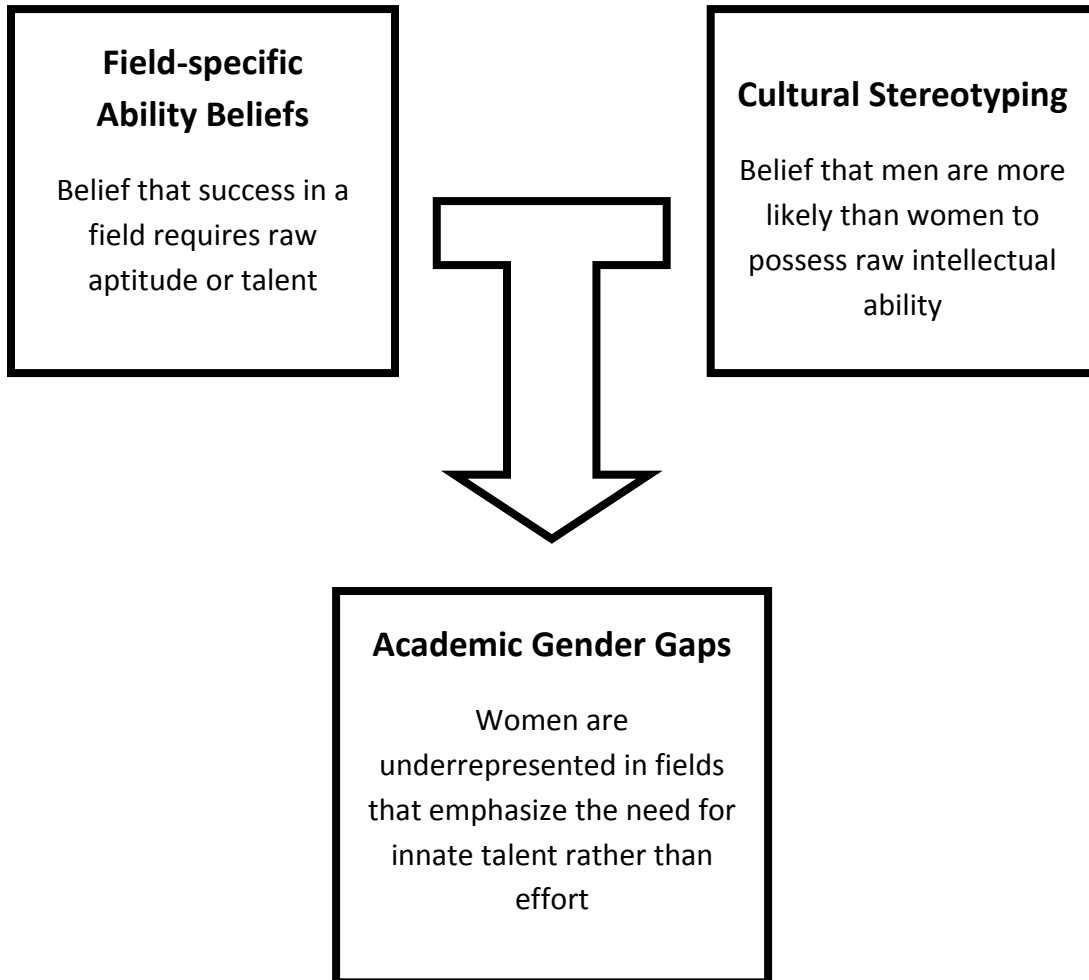 Field-specific
Ability Beliefs
Belief that success in a
field requires raw
aptitude or talent
Cultural Stereotyping
Belief that men are more
likely than women to
possess raw intellectual
ability
Academic Gender Gaps
Women are
underrepresented in fields
that emphasize the need for
innate talent rather than
effort